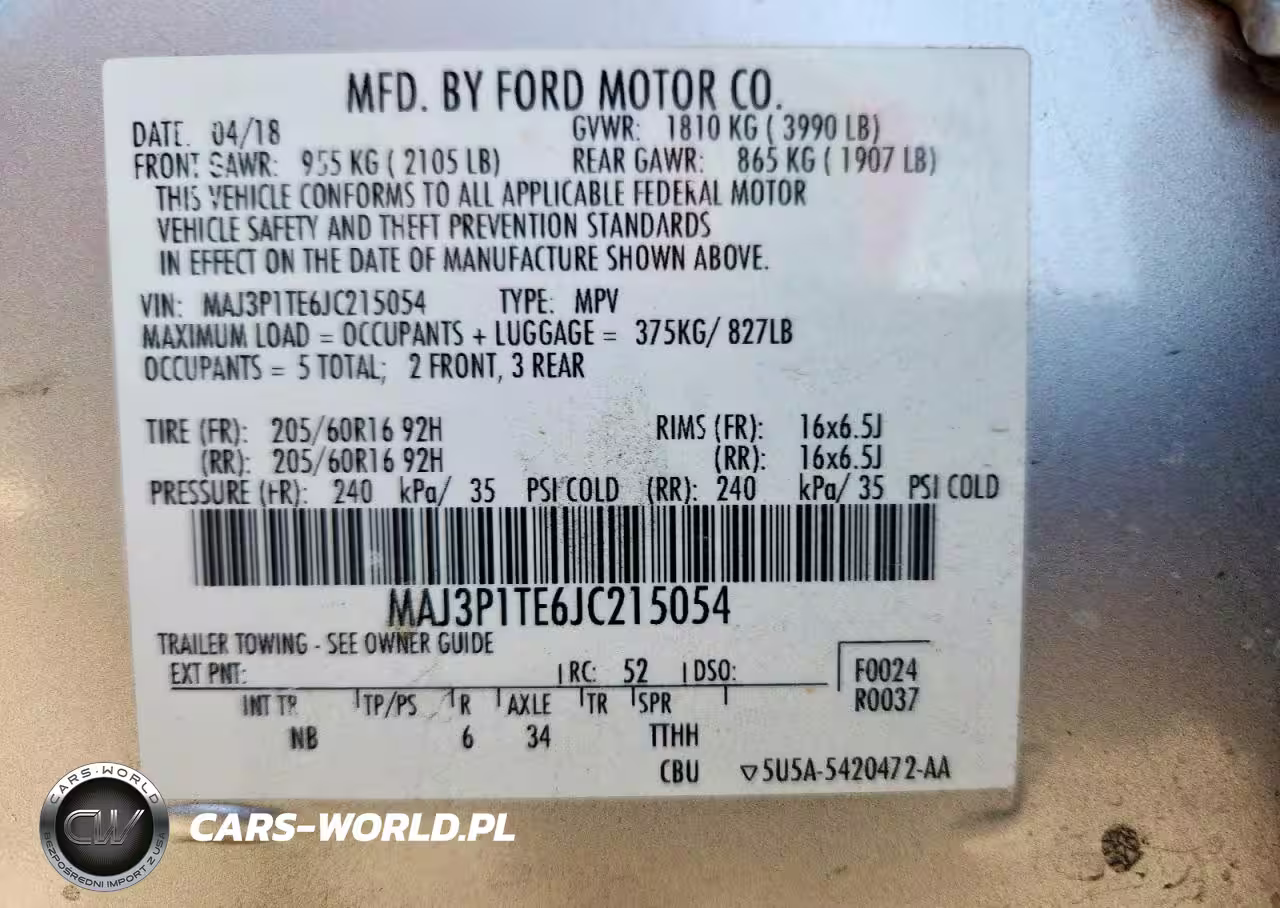 MFD. BY FORD MOTOR CO.
DATE. 04/18 GVWR: 1810 KG ( 3990 LB)
FRONT GAWR: 955 KG ( 2105 LB) REAR GAWR: 865 KG ( 1907 LB)
THIS VEHICLE CONFORMS TO ALL APPLICABLE FEDERAL MOTOR
VEHICLE SAFETY AND THEFT PREVENTION STANDARDS
IN EFFECT ON THE DATE OF MANUFACTURE SHOWN ABOVE.
VIN: MAJ3P1TE6JC215054 TYPE: MPV
MAXIMUM LOAD = OCCUPANTS + LUGGAGE = 375KG/ 827LB
OCCUPANTS = 5 TOTAL; 2 FRONT, 3 REAR
TIRE (FR): 205/60R16 92H RIMS (FR): 16x6.5J
(RR): 205/60R16 92H (RR): 16x6.5J
PRESSURE (FR): 240 kPa/ 35 PSI COLD (RR): 240 kPa/ 35 PSI COLD
MAJ3P1TE6JC215054
TRAILER TOWING - SEE OWNER GUIDE
EXT PNT: RC: 52 DSO: F0024
INT TR TP/PS R AXLE TR SPR R0037
NB 6 34 TTHH
CBU ▽5U5A-5420472-AA
CARS-WORLD
CW
BEZPOŚREDNI IMPORT Z USA
CARS-WORLD.PL